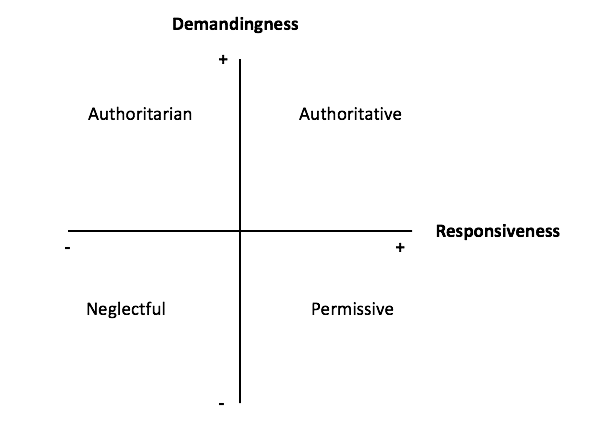 Demandingness
+
Authoritarian
Authoritative
Responsiveness
-
+
Neglectful
Permissive
-